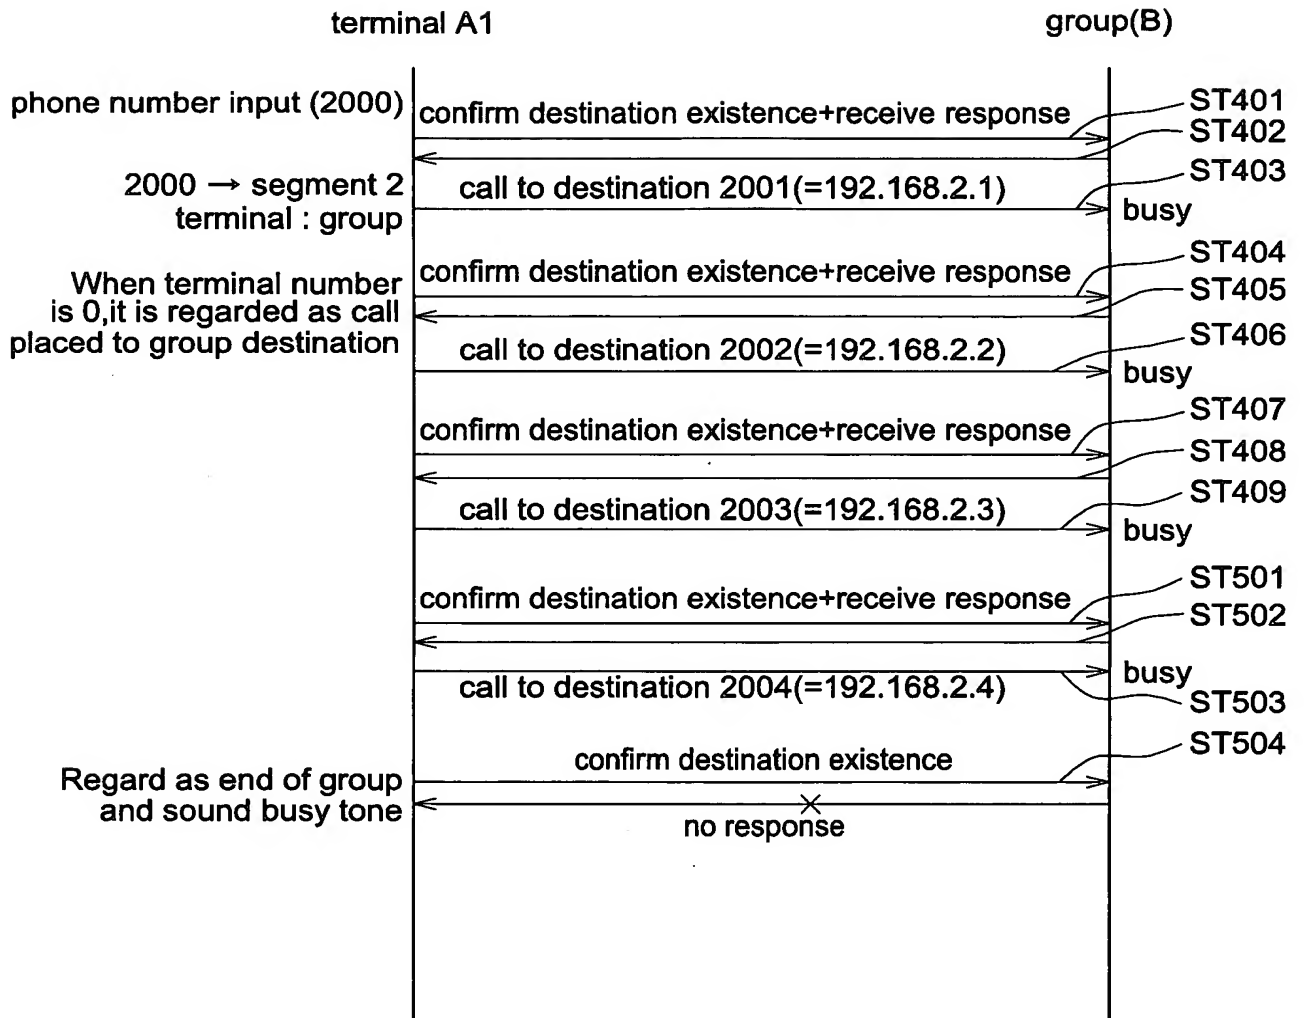 terminal A1
group(B)
phone number input (2000)
confirm destination existence+receive response
ST401
ST402
2000 → segment 2
terminal : group
call to destination 2001(=192.168.2.1)
ST403
busy
When terminal number
is 0,it is regarded as call
placed to group destination
confirm destination existence+receive response
ST404
ST405
call to destination 2002(=192.168.2.2)
ST406
busy
confirm destination existence+receive response
ST407
ST408
call to destination 2003(=192.168.2.3)
ST409
busy
confirm destination existence+receive response
ST501
ST502
busy
call to destination 2004(=192.168.2.4)
ST503
confirm destination existence
ST504
Regard as end of group
and sound busy tone
no response